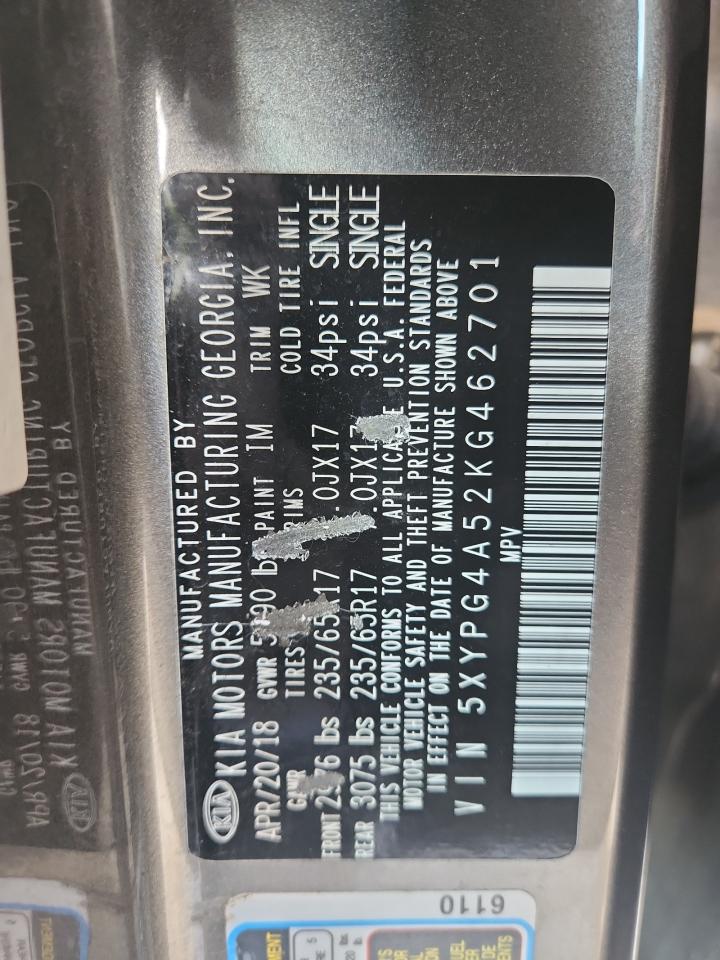 MANUFACTURED BY
KIA KIA MOTORS MANUFACTURING GEORGIA, INC.
APR/20/18 GVWR lbs PAINT IM TRIM WK
TIRES RIMS COLD TIRE INFL
FRONT lbs 235/65 17 .0JX17 34psi SINGLE
REAR 3075 lbs 235/65R17 .0JX17 34psi SINGLE
THIS VEHICLE CONFORMS TO ALL U.S.A. FEDERAL
MOTOR VEHICLE SAFETY AND THEFT PREVENTION STANDARDS
IN EFFECT ON THE DATE OF MANUFACTURE SHOWN ABOVE
VIN 5XYPG4A52KG462701
MPV
6110